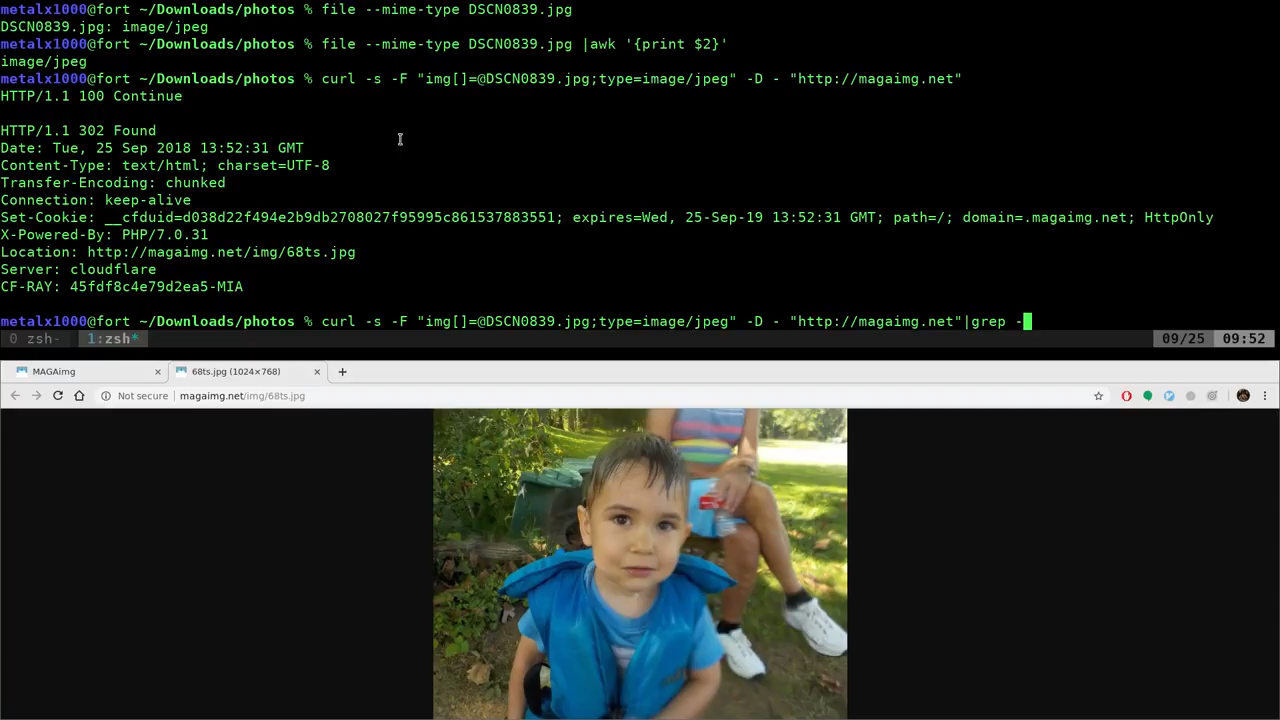 metalx1000@fort ~/Downloads/photos % file --mime-type DSCN0839.jpg
DSCN0839.jpg: image/jpeg
metalx1000@fort ~/Downloads/photos % file --mime-type DSCN0839.jpg |awk '{print $2}'
image/jpeg
metalx1000@fort ~/Downloads/photos % curl -s -F "img[]=@DSCN0839.jpg;type=image/jpeg" -D - "http://magaimg.net"
HTTP/1.1 100 Continue
HTTP/1.1 302 Found
Date: Tue, 25 Sep 2018 13:52:31 GMT
Content-Type: text/html; charset=UTF-8
Transfer-Encoding: chunked
Connection: keep-alive
Set-Cookie: __cfduid=d038d22f494e2b9db2708027f95995c861537883551; expires=Wed, 25-Sep-19 13:52:31 GMT; path=/; domain=.magaimg.net; HttpOnly
X-Powered-By: PHP/7.0.31
Location: http://magaimg.net/img/68ts.jpg
Server: cloudflare
CF-RAY: 45fdf8c4e79d2ea5-MIA
metalx1000@fort ~/Downloads/photos % curl -s -F "img[]=@DSCN0839.jpg;type=image/jpeg" -D - "http://magaimg.net"|grep -
0 zsh- 1:zsh* 09/25 09:52
MAGAimg 68ts.jpg (1024×768)
Not secure magaimg.net/img/68ts.jpg